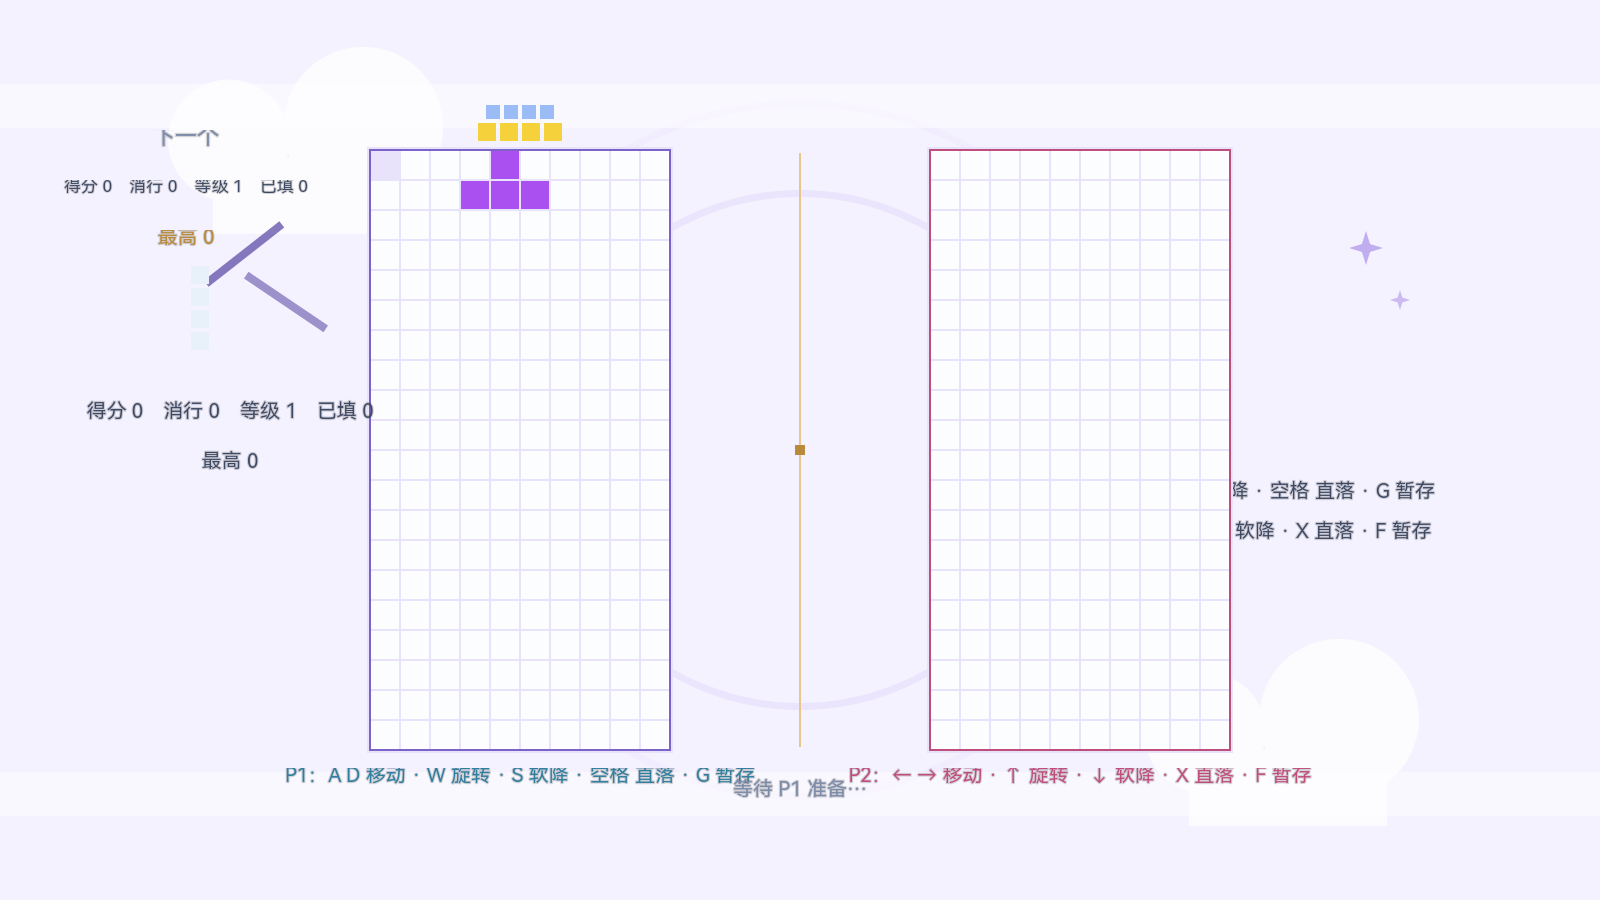 下一个
得分 0 消行 0 等级 1 已填 0
最高 0
得分 0 消行 0 等级 1 已填 0
最高 0
降 · 空格 直落 · G 暂存
软降 · X 直落 · F 暂存
P1: A D 移动 · W 旋转 · S 软降 · 空格 直落 · G 暂存
P2: ← → 移动 · ↑ 旋转 · ↓ 软降 · X 直落 · F 暂存
等待 P1 准备…